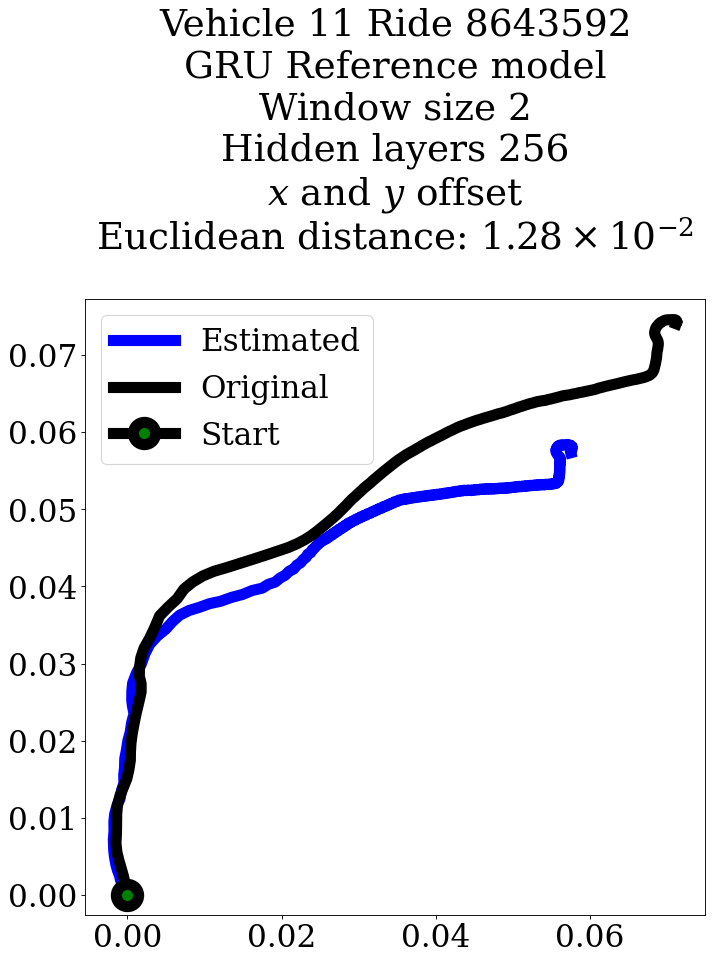 Vehicle 11 Ride 8643592
GRU Reference model
Window size 2
Hidden layers 256
x and y offset
Euclidean distance: 1.28 × 10⁻²
Estimated
Original
Start
0.07
0.06
0.05
0.04
0.03
0.02
0.01
0.00
0.00 0.02 0.04 0.06